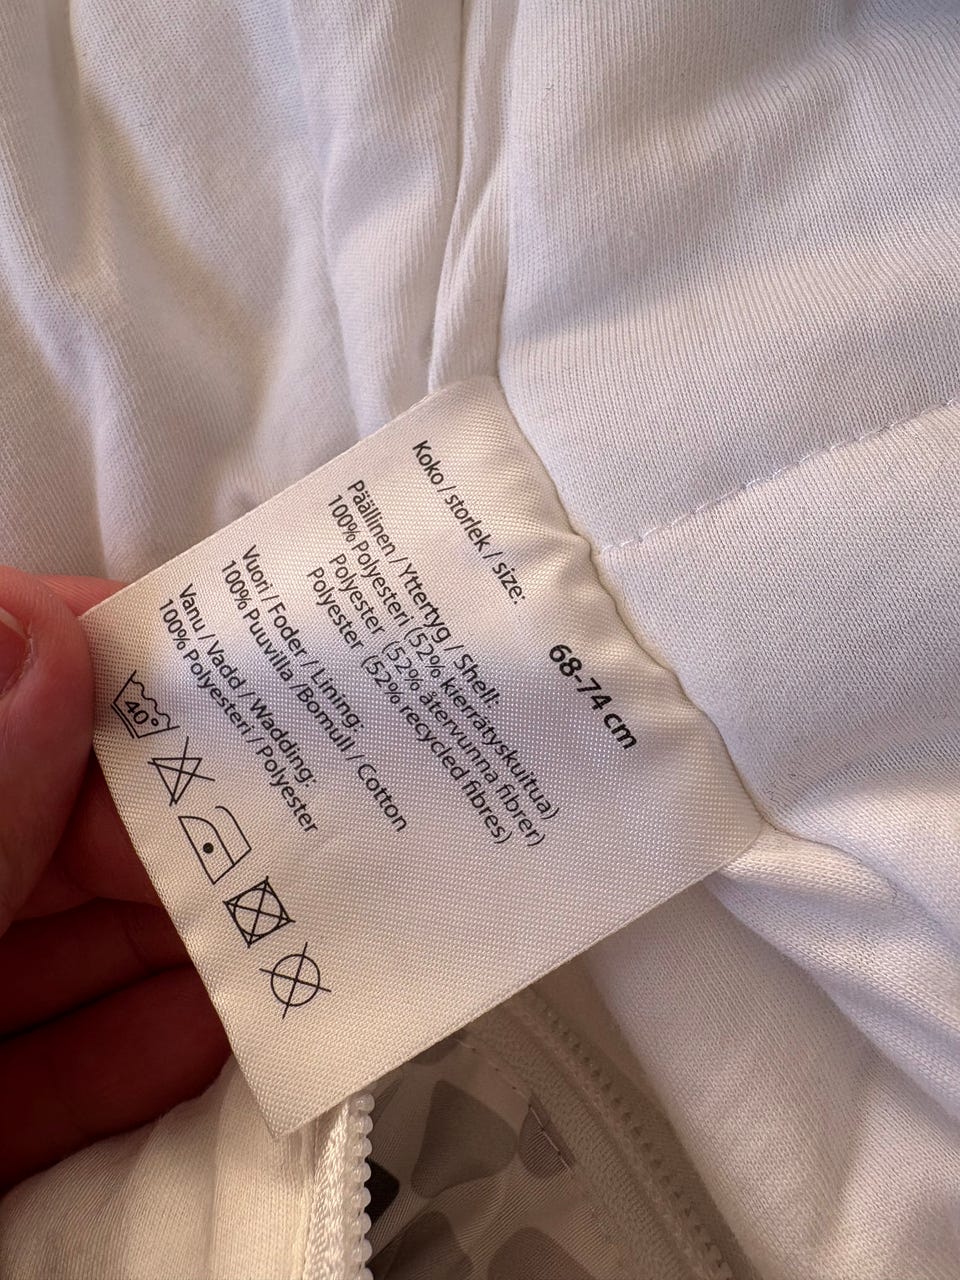 Koko / storlek / size:
68-74 cm
Päällinen / Yttertyg / Shell:
100% Polyesteri (52% kierrätyskuitua)
Polyester (52% återvunna fibrer)
Polyester (52% recycled fibres)
Vuori / Foder / Lining:
100% Puuvilla /Bomull / Cotton
Vanu / Vadd / Wadding:
100% Polyesteri / Polyester
40°